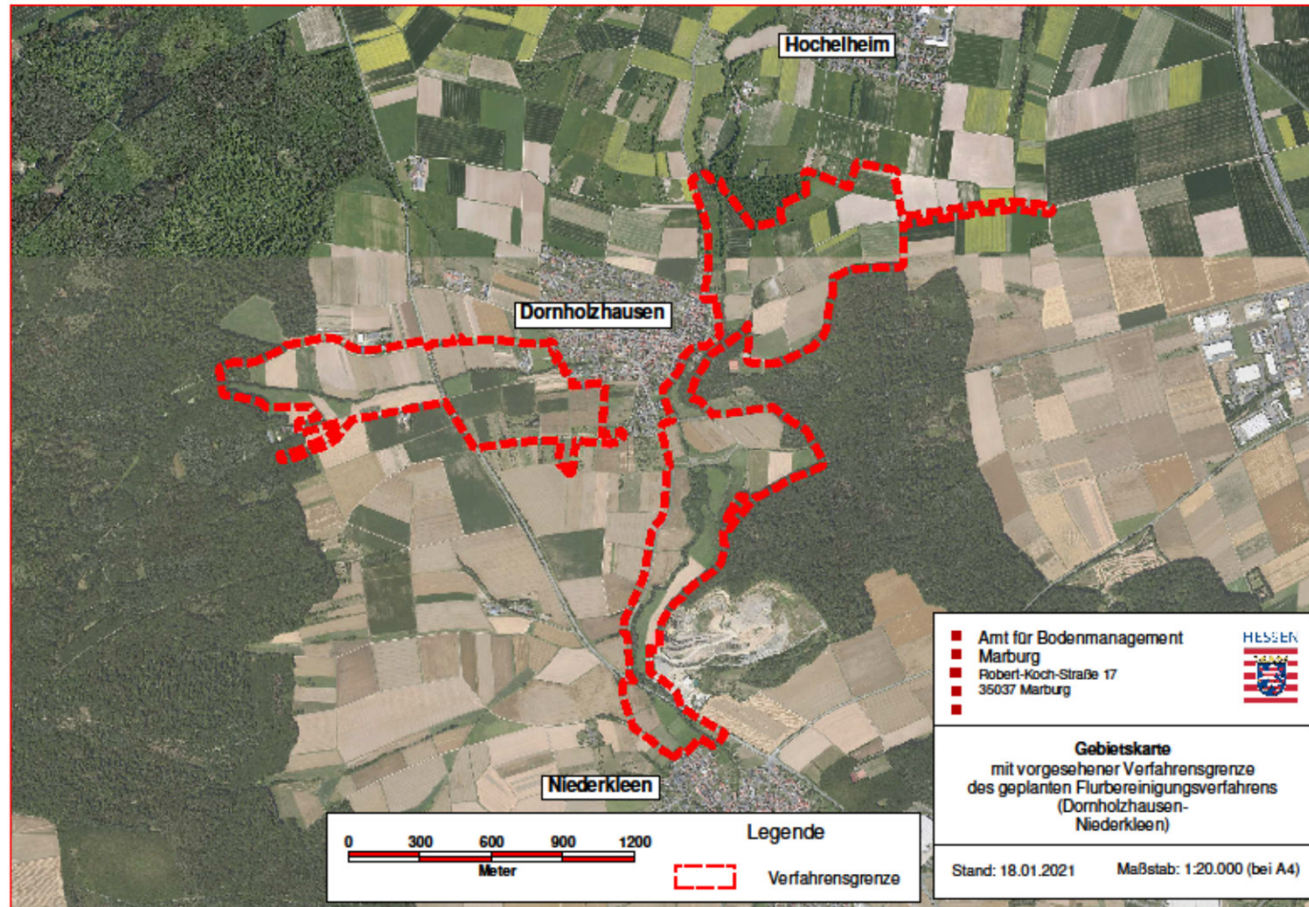 Hochelheim
Dornholzhausen
Niederkleen
0 300 600 900 1200
Meter
Legende
Verfahrensgrenze
Amt für Bodenmanagement
Marburg
Robert-Koch-Straße 17
35037 Marburg
HESSEN
Gebietskarte
mit vorgesehener Verfahrensgrenze
des geplanten Flurbereinigungsverfahrens
(Dornholzhausen-
Niederkleen)
Stand: 18.01.2021 Maßstab: 1:20.000 (bei A4)